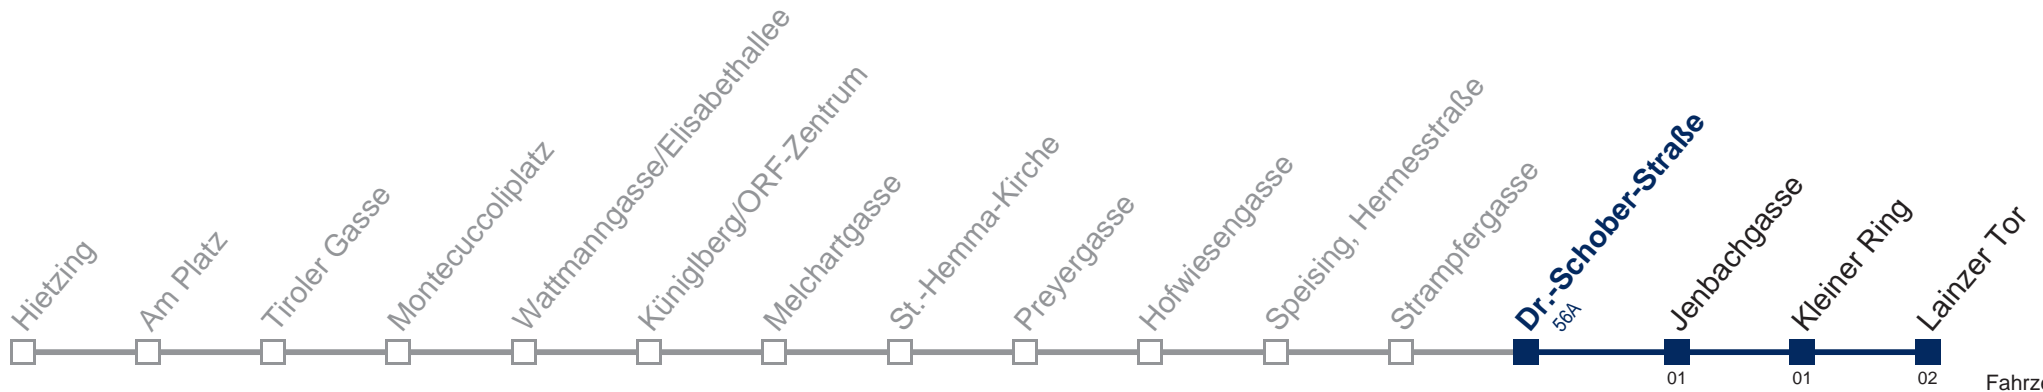 Hietzing
Am Platz
Tiroler Gasse
Montecuccoliplatz
Wattmanngasse/Elisabethallee
Küniglberg/ORF-Zentrum
Melchartgasse
St.-Hemma-Kirche
Preyergasse
Hofwiesengasse
Speising, Hermesstraße
Strampfergasse
Dr.-Schober-Straße
56A
Jenbachgasse
Kleiner Ring
Lainzer Tor
01
01
02
Fahrz